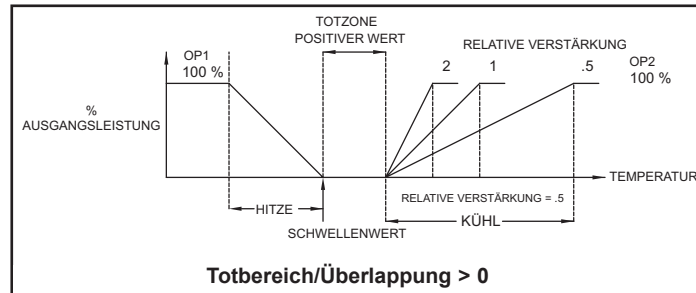 TOTZONE
POSITIVER WERT
RELATIVE VERSTÄRKUNG
OP1
100 %
2
1
.5
OP2
100 %
%
AUSGANGSLEISTUNG
TEMPERATUR
HITZE
RELATIVE VERSTÄRKUNG = .5
KÜHL
SCHWELLENWERT
Totbereich/Überlappung > 0